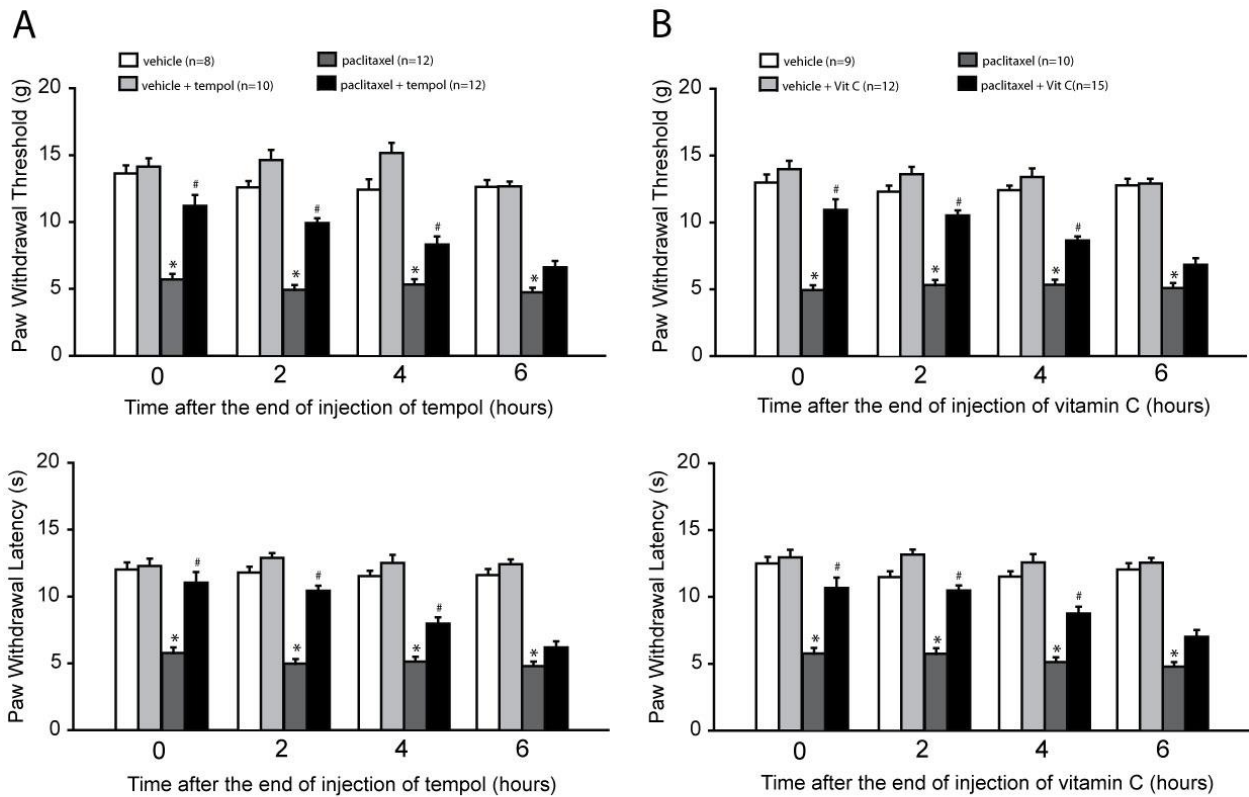 A
vehicle (n=8)
paclitaxel (n=12)
vehicle + tempol (n=10)
paclitaxel + tempol (n=12)
Paw Withdrawal Threshold (g)
20
15
10
5
0
#
#
#
*
*
*
*
0 2 4 6
Time after the end of injection of tempol (hours)
Paw Withdrawal Latency (s)
20
15
10
5
0
#
#
#
*
*
*
*
0 2 4 6
Time after the end of injection of tempol (hours)
B
vehicle (n=9)
paclitaxel (n=10)
vehicle + Vit C (n=12)
paclitaxel + Vit C(n=15)
Paw Withdrawal Threshold (g)
20
15
10
5
0
#
#
#
*
*
*
*
0 2 4 6
Time after the end of injection of vitamin C (hours)
Paw Withdrawal Latency (s)
20
15
10
5
0
#
#
#
*
*
*
*
0 2 4 6
Time after the end of injection of vitamin C (hours)